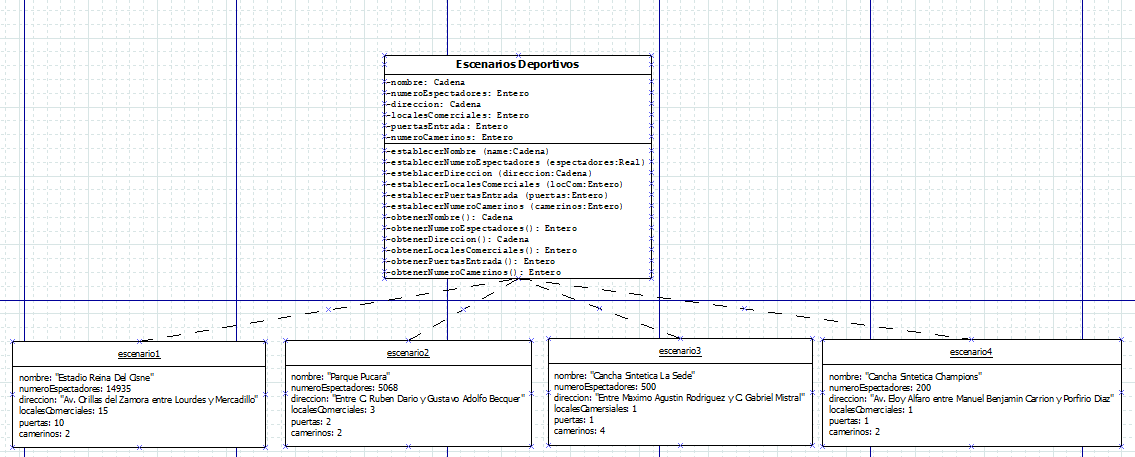 Escenarios Deportivos
-nombre: Cadena
-numeroEspectadores: Entero
-direccion: Cadena
-localesComerciales: Entero
-puertasEntrada: Entero
-numeroCamerinos: Entero
-establecerNombre (name:Cadena)
-establecerNumeroEspectadores (espectadores:Real)
-esteblacerDireccion (direccion:Cadena)
-establecerLocalesComerciales (locCom:Entero)
-establecerPuertasEntrada (puertas:Entero)
-establecerNumeroCamerinos (camerinos:Entero)
-obtenerNombre(): Cadena
-obtenerNumeroEspectadores(): Entero
-obtenerDireccion(): Cadena
-obtenerLocalesComerciales(): Entero
-obtenerPuertasEntrada(): Entero
-obtenerNumeroCamerinos(): Entero
escenario1
nombre: "Estadio Reina Del Cisne"
numeroEspectadores: 14935
direccion: "Av. Orillas del Zamora entre Lourdes y Mercadillo"
localesComerciales: 15
puertas: 10
camerinos: 2
escenario2
nombre: "Parque Pucara"
numeroEspectadores: 5068
direccion: "Entre C. Ruben Dario y Gustavo Adolfo Becquer"
localesComerciales: 3
puertas: 2
camerinos: 2
escenario3
nombre: "Cancha Sintetica La Sede"
numeroEspectadores: 500
direccion: "Entre Maximo Agustin Rodriguez y C. Gabriel Mistral"
localesCamersiales: 1
puertas: 1
camerinos: 4
escenario4
nombre: "Cancha Sintetica Champions"
numeroEspectadores: 200
direccion: "Av. Eloy Alfaro entre Manuel Benjamin Carrion y Porfirio Diaz"
localesComerciales: 1
puertas: 1
camerinos: 2